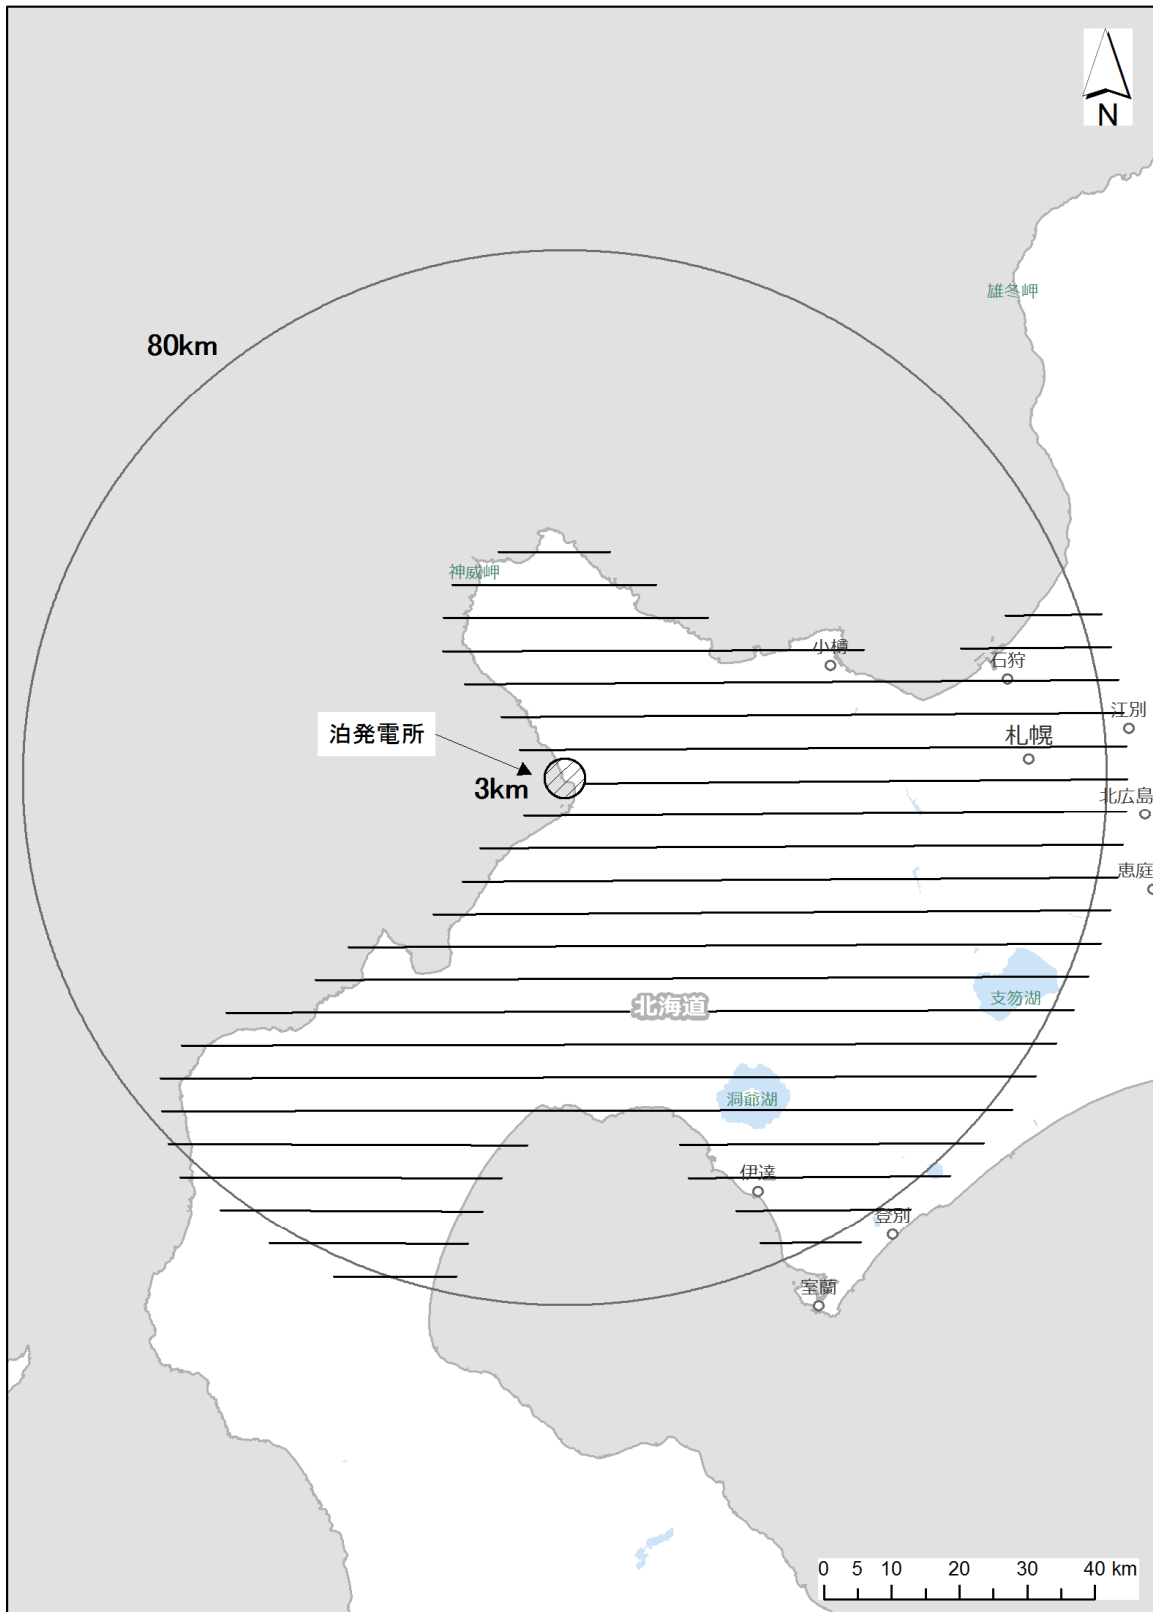 N
雄冬岬
80km
神威岬
小樽
石狩
江別
泊発電所
札幌
3km
北広島
恵庭
支笏湖
北海道
洞爺湖
伊達
登別
室蘭
0 5 10 20 30 40 km